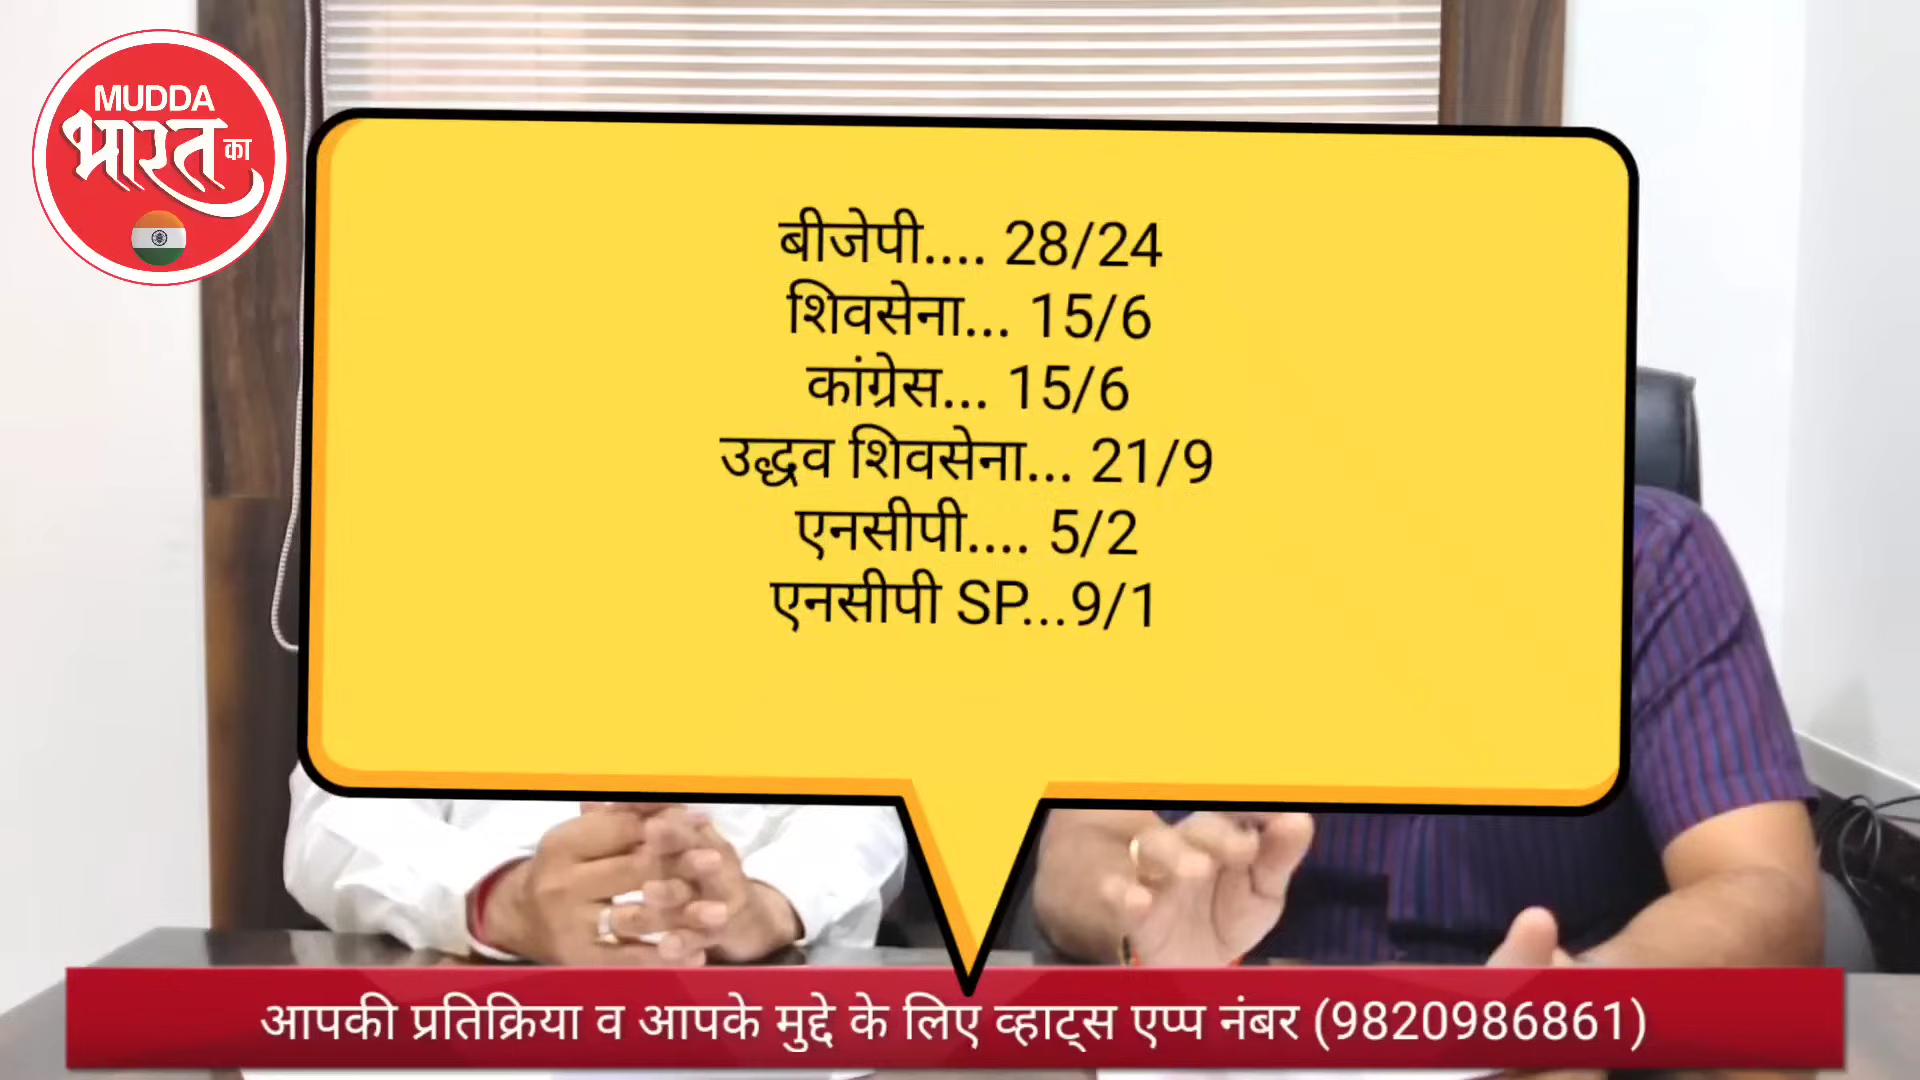 MUDDA
भारत का
बीजेपी.... 28/24
शिवसेना... 15/6
कांग्रेस... 15/6
उद्धव शिवसेना... 21/9
एनसीपी.... 5/2
एनसीपी SP...9/1
आपकी प्रतिक्रिया व आपके मुद्दे के लिए व्हाट्स एप्प नंबर (9820986861)